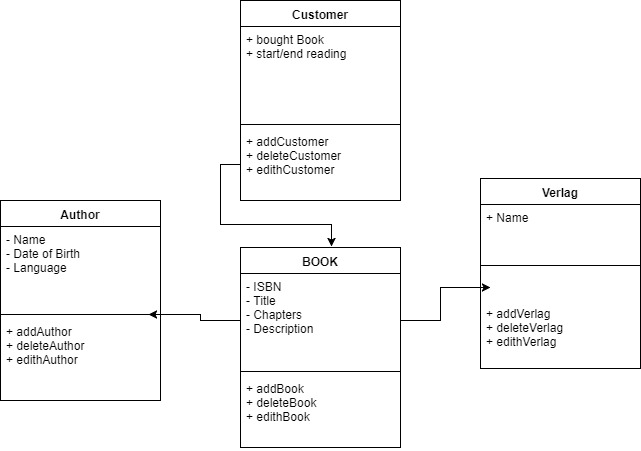 Customer
+ bought Book
+ start/end reading
+ addCustomer
+ deleteCustomer
+ edithCustomer
Author
- Name
- Date of Birth
- Language
+ addAuthor
+ deleteAuthor
+ edithAuthor
BOOK
- ISBN
- Title
- Chapters
- Description
+ addBook
+ deleteBook
+ edithBook
Verlag
+ Name
+ addVerlag
+ deleteVerlag
+ edithVerlag